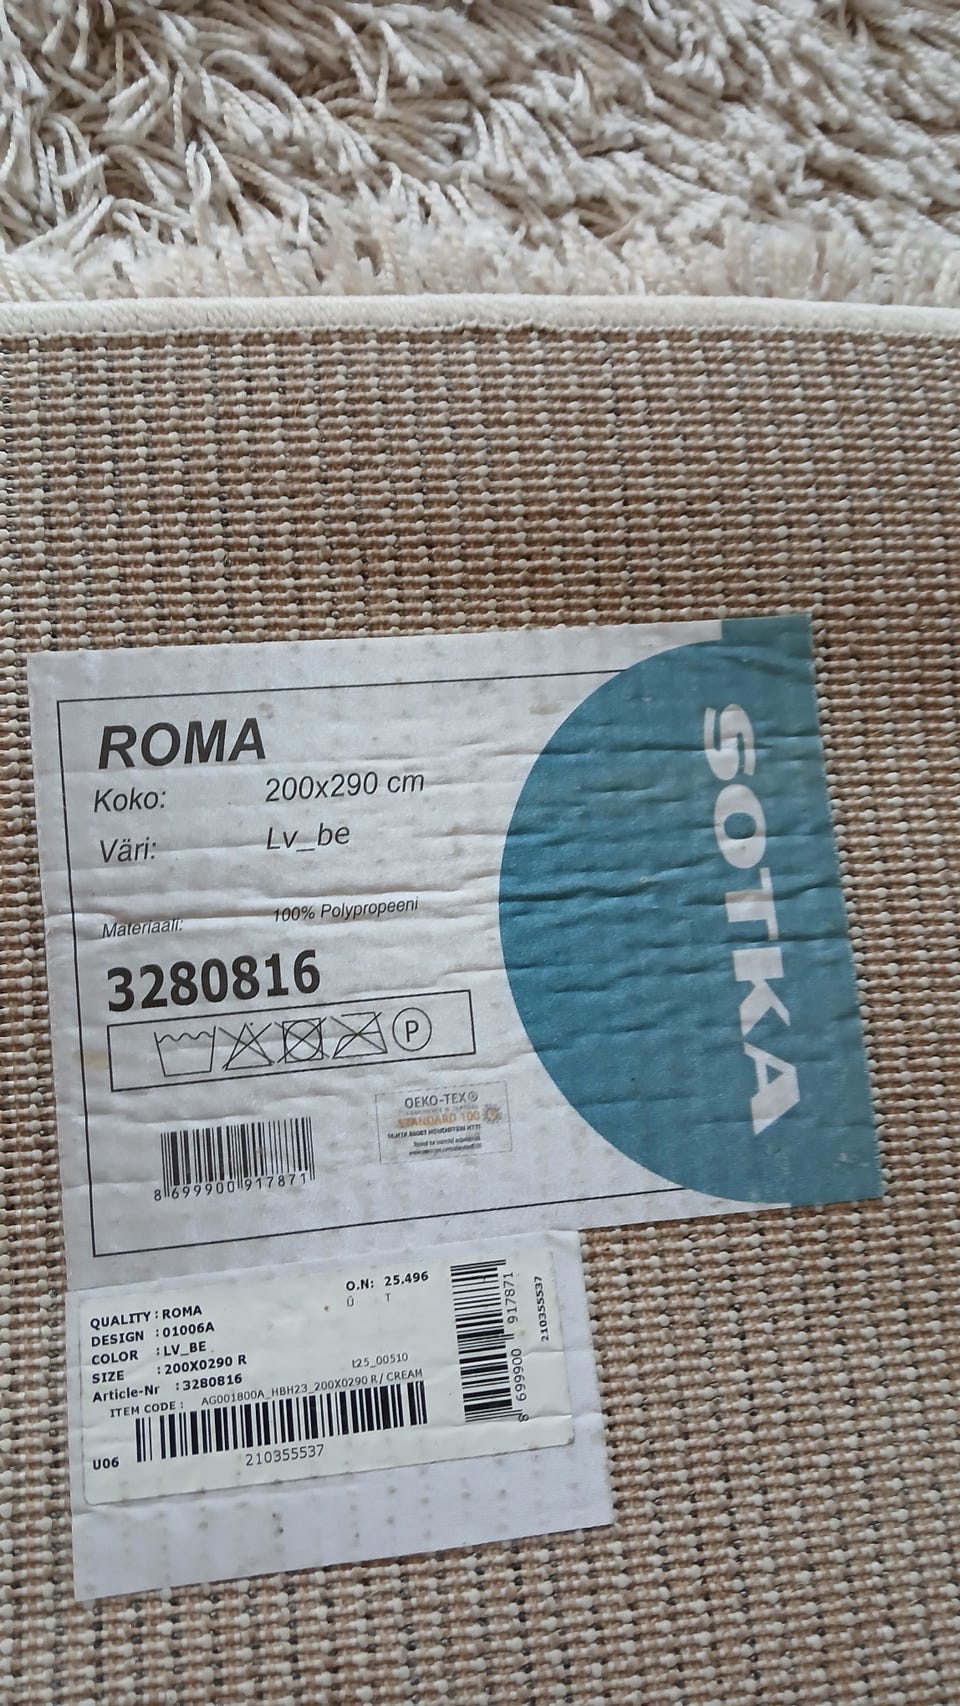 ROMA
Koko: 200x290 cm
Väri: Lv_be
Materiaali: 100% Polypropeeni
3280816
P
OEKO-TEX®
STANDARD 100
8 699900 917871
SOTKA
O.N: 25.496
Ü T
QUALITY : ROMA
DESIGN : 01006A
COLOR : LV_BE
SIZE : 200X0290 R
t25_00510
Article-Nr : 3280816
ITEM CODE : AG001800A_HBH23_200X0290 R/ CREAM
U06
210355537
8 699900 917871
210355537